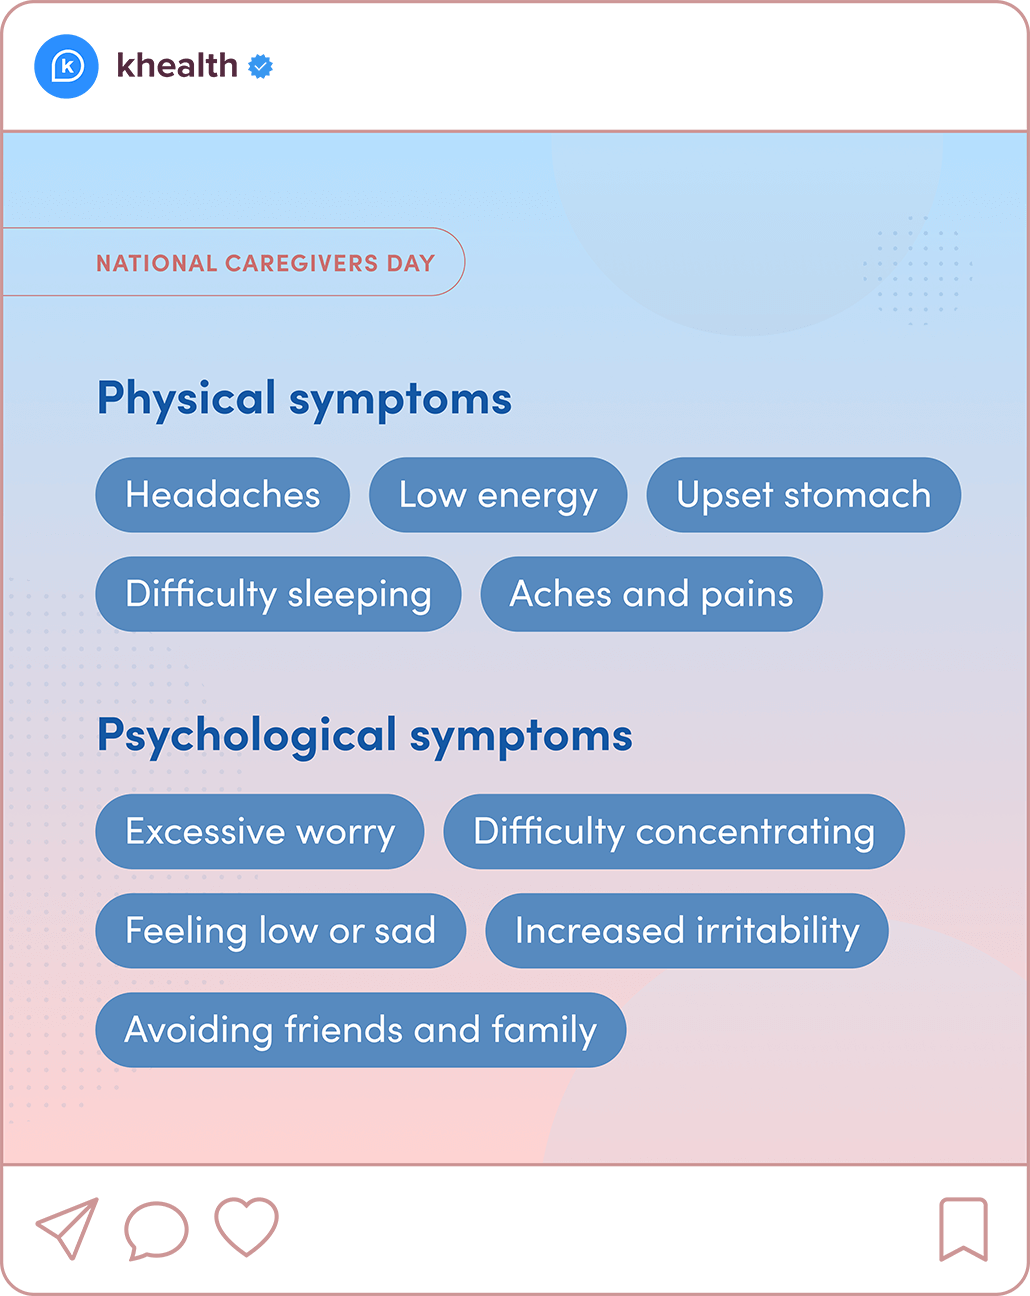 K
khealth
NATIONAL CAREGIVERS DAY
Physical symptoms
Headaches Low energy Upset stomach
Difficulty sleeping Aches and pains
Psychological symptoms
Excessive worry Difficulty concentrating
Feeling low or sad Increased irritability
Avoiding friends and family